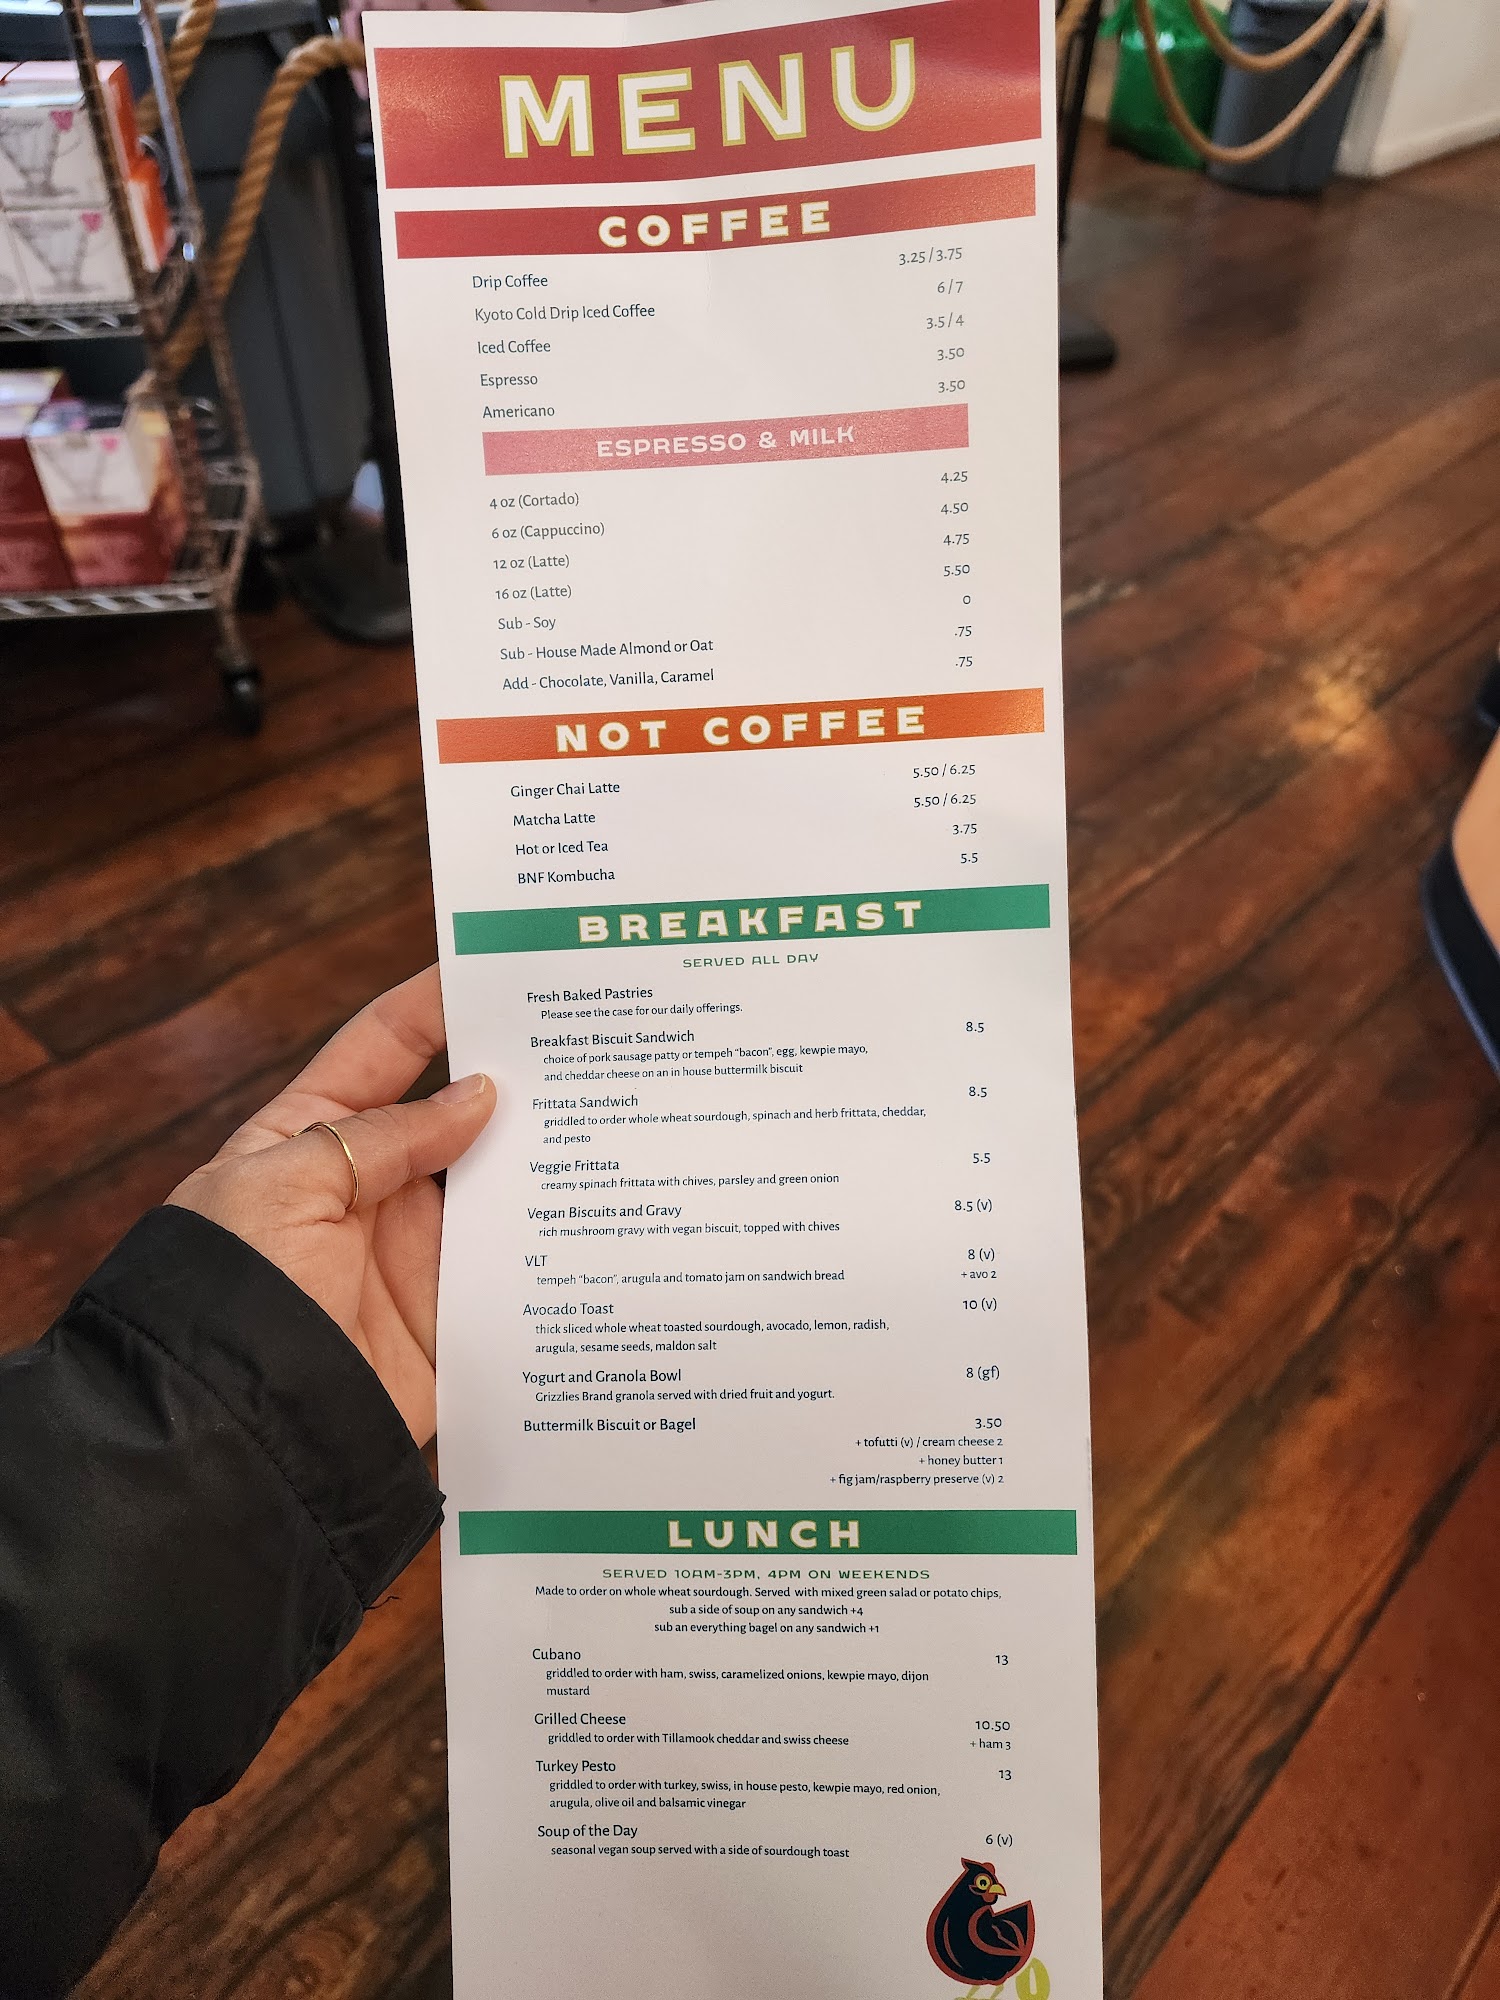 MENU
COFFEE
Drip Coffee 3.25 / 3.75
Kyoto Cold Drip Iced Coffee 6 / 7
Iced Coffee 3.5 / 4
Espresso 3.50
Americano 3.50
ESPRESSO & MILK
4 oz (Cortado) 4.25
6 oz (Cappuccino) 4.50
12 oz (Latte) 4.75
16 oz (Latte) 5.50
Sub - Soy 0
Sub - House Made Almond or Oat .75
Add - Chocolate, Vanilla, Caramel .75
NOT COFFEE
Ginger Chai Latte 5.50 / 6.25
Matcha Latte 5.50 / 6.25
Hot or Iced Tea 3.75
BNF Kombucha 5.5
BREAKFAST
SERVED ALL DAY
Fresh Baked Pastries
Please see the case for our daily offerings.
Breakfast Biscuit Sandwich 8.5
choice of pork sausage patty or tempeh "bacon", egg, kewpie mayo,
and cheddar cheese on an in house buttermilk biscuit
Frittata Sandwich 8.5
griddled to order whole wheat sourdough, spinach and herb frittata, cheddar,
and pesto
Veggie Frittata 5.5
creamy spinach frittata with chives, parsley and green onion
Vegan Biscuits and Gravy 8.5 (v)
rich mushroom gravy with vegan biscuit, topped with chives
VLT 8 (v)
tempeh "bacon", arugula and tomato jam on sandwich bread + avo 2
Avocado Toast 10 (v)
thick sliced whole wheat toasted sourdough, avocado, lemon, radish,
arugula, sesame seeds, maldon salt
Yogurt and Granola Bowl 8 (gf)
Grizzlies Brand granola served with dried fruit and yogurt.
Buttermilk Biscuit or Bagel 3.50
+ tofutti (v) / cream cheese 2
+ honey butter 1
+ fig jam/raspberry preserve (v) 2
LUNCH
SERVED 10AM-3PM, 4PM ON WEEKENDS
Made to order on whole wheat sourdough. Served with mixed green salad or potato chips,
sub a side of soup on any sandwich +4
sub an everything bagel on any sandwich +1
Cubano 13
griddled to order with ham, swiss, caramelized onions, kewpie mayo, dijon
mustard
Grilled Cheese 10.50
griddled to order with Tillamook cheddar and swiss cheese + ham 3
Turkey Pesto 13
griddled to order with turkey, swiss, in house pesto, kewpie mayo, red onion,
arugula, olive oil and balsamic vinegar
Soup of the Day 6 (v)
seasonal vegan soup served with a side of sourdough toast